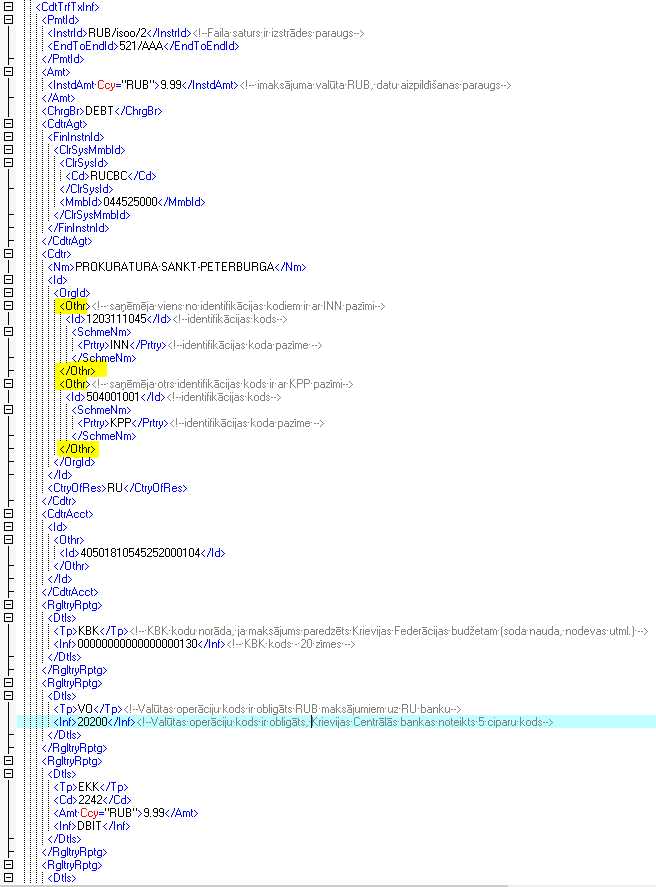 <CdtTrfTxInf>
<PmtId>
<InstrId>RUB/isoo/2</InstrId><!--Faila·saturs·ir·izstrādes·paraugs-->
<EndToEndId>521/AAA</EndToEndId>
</PmtId>
<Amt>
<InstdAmt·Ccy="RUB">9.99</InstdAmt><!--·imaksājuma·valūta·RUB,·datu·aizpildīšanas·paraugs-->
</Amt>
<ChrgBr>DEBT</ChrgBr>
<CdtrAgt>
<FinInstnId>
<ClrSysMmbId>
<ClrSysId>
<Cd>RUCBC</Cd>
</ClrSysId>
<MmbId>044525000</MmbId>
</ClrSysMmbId>
</FinInstnId>
</CdtrAgt>
<Cdtr>
<Nm>PROKURATURA·SANKT-PETERBURGA</Nm>
<Id>
<OrgId>
<Othr><!--·saņēmēja·viens·no·identifikācijas·kodiem·ir·ar·INN·pazīmi-->
<Id>1203111045</Id><!--identifikācijas·kods-->
<SchmeNm>
<Prtry>INN</Prtry><!--identifikācijas·koda·pazīme·-->
</SchmeNm>
</Othr>
<Othr><!--·saņēmēja·otrs·identifikācijas·kods·ir·ar·KPP·pazīmi-->
<Id>504001001</Id><!--identifikācijas·kods-->
<SchmeNm>
<Prtry>KPP</Prtry><!--identifikācijas·koda·pazīme·-->
</SchmeNm>
</Othr>
</OrgId>
</Id>
<CtryOfRes>RU</CtryOfRes>
</Cdtr>
<CdtrAcct>
<Id>
<Othr>
<Id>40501810545252000104</Id>
</Othr>
</Id>
</CdtrAcct>
<RgltryRptg>
<Dtls>
<Tp>KBK</Tp><!--·KBK·kodu·norāda,·ja·maksājums·paredzēts·Krievijas·Federācijas·budžetam·(soda·nauda,·nodevas·utml.)·-->
<Inf>00000000000000000130</Inf><!--·KBK·kods·-·20·zīmes·-->
</Dtls>
</RgltryRptg>
<RgltryRptg>
<Dtls>
<Tp>VO</Tp><!--Valūtas·operāciju·kods·ir·obligāts·RUB·maksājumiem·uz·RU·banku-->
<Inf>20200</Inf><!--Valūtas·operāciju·kods·ir·obligāts,·Krievijas·Centrālās·bankas·noteikts·5·ciparu·kods-->
</Dtls>
</RgltryRptg>
<RgltryRptg>
<Dtls>
<Tp>EKK</Tp>
<Cd>2242</Cd>
<Amt·Ccy="RUB">9.99</Amt>
<Inf>DBIT</Inf>
</Dtls>
</RgltryRptg>
<RgltryRptg>
<Dtls>